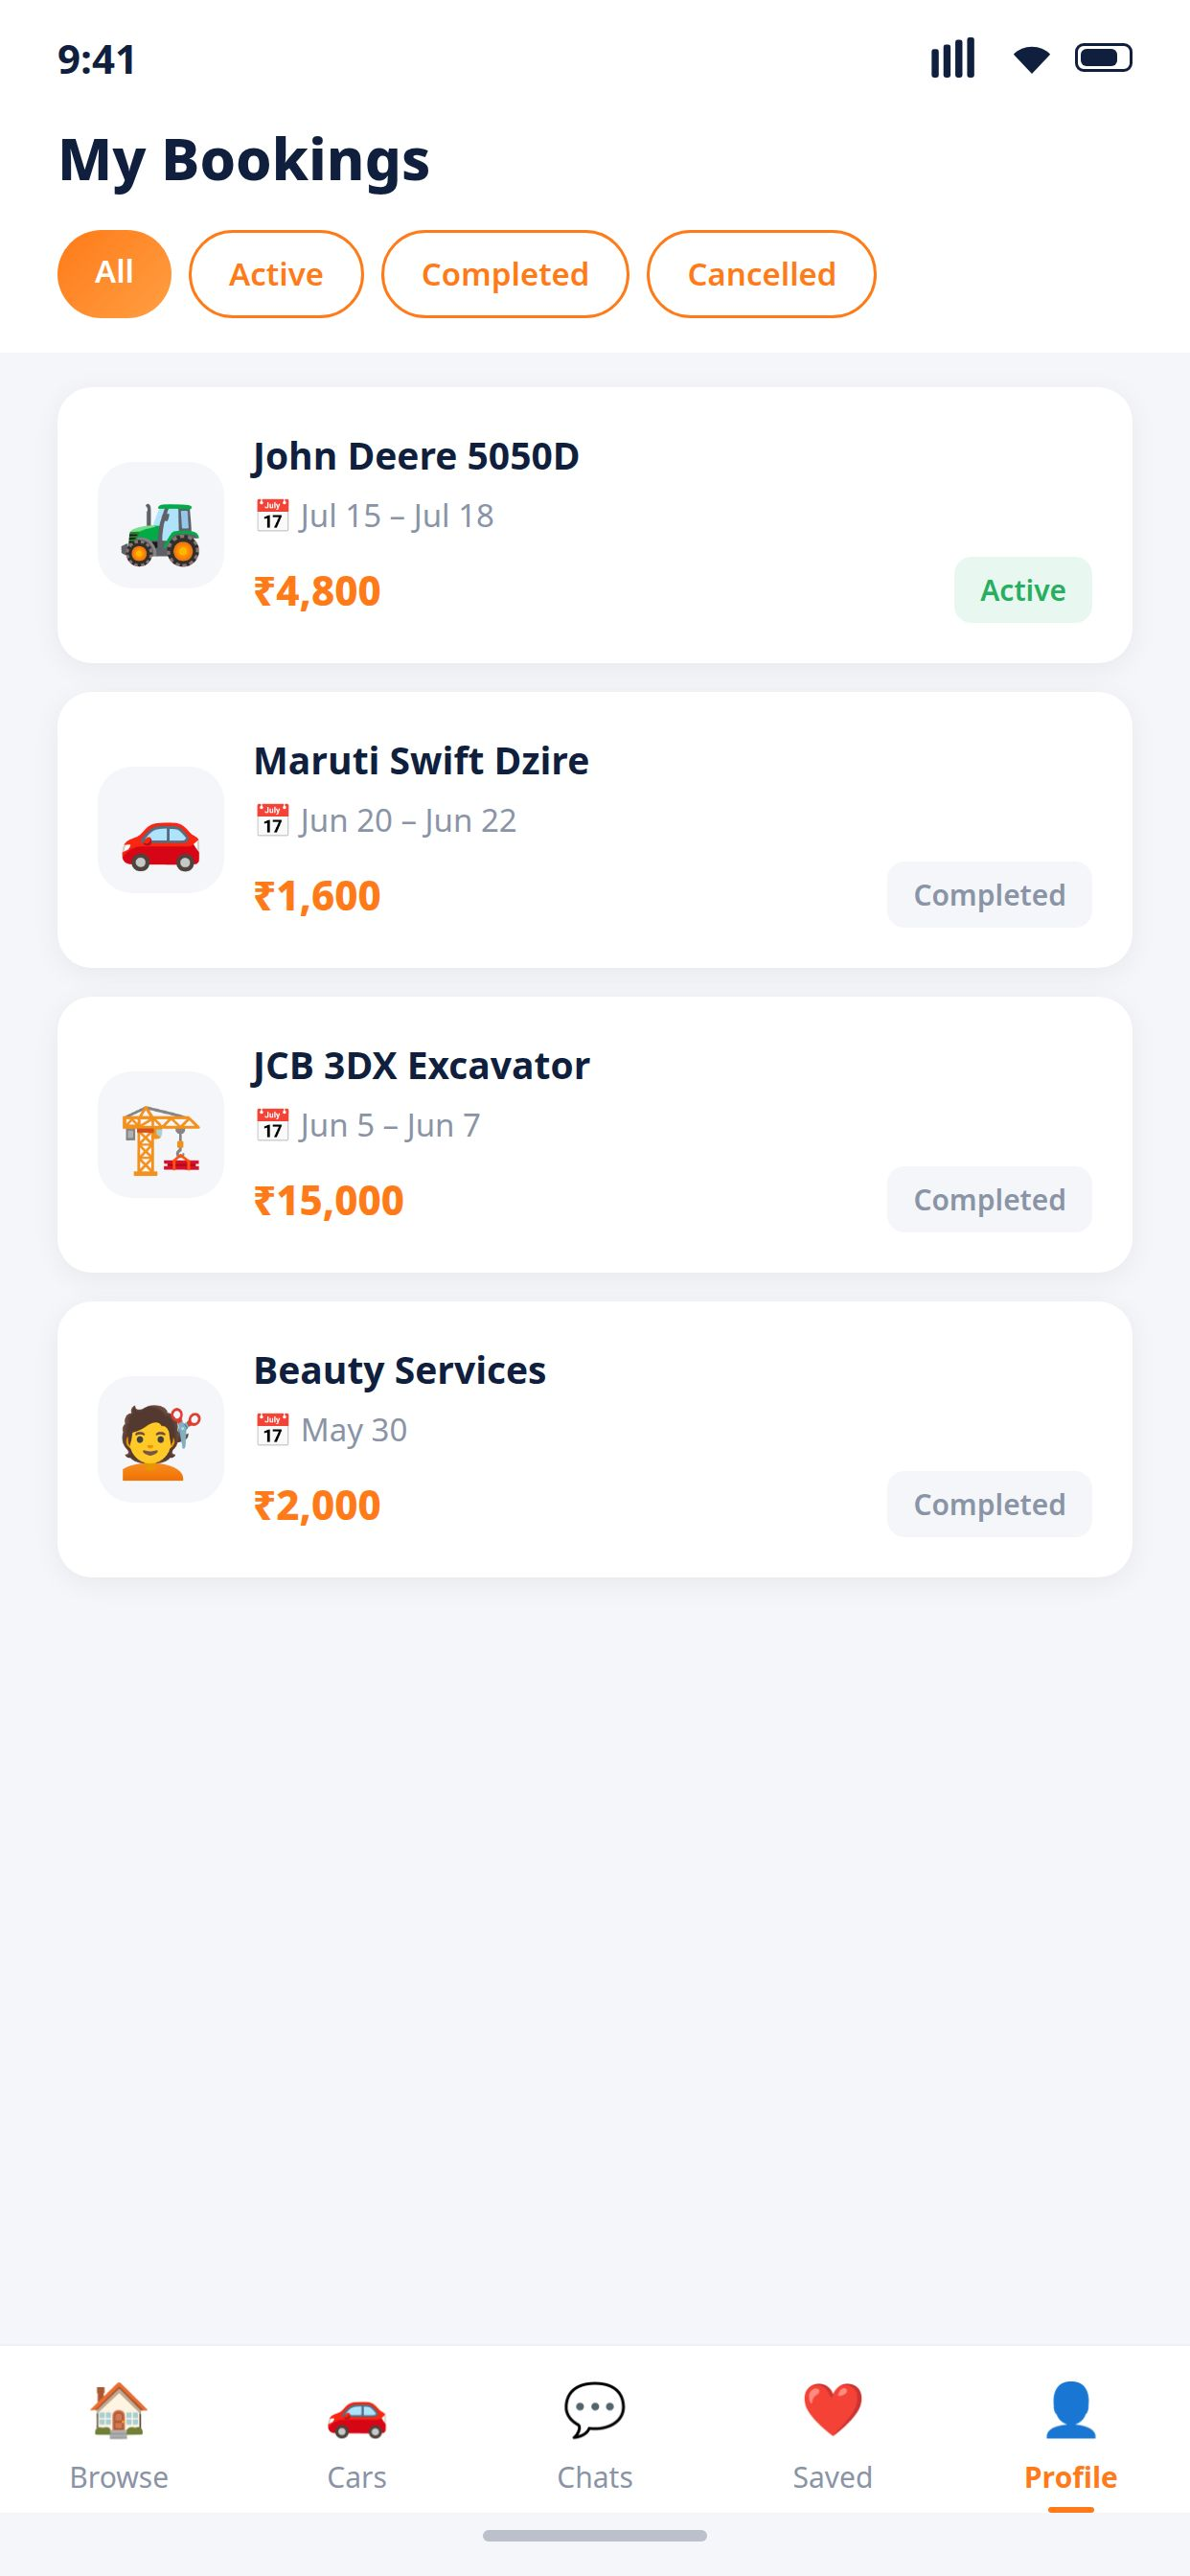 9:41
My Bookings
All Active Completed Cancelled
John Deere 5050D
Jul 15 – Jul 18
₹4,800 Active
Maruti Swift Dzire
Jun 20 – Jun 22
₹1,600 Completed
JCB 3DX Excavator
Jun 5 – Jun 7
₹15,000 Completed
Beauty Services
May 30
₹2,000 Completed
Browse Cars Chats Saved Profile